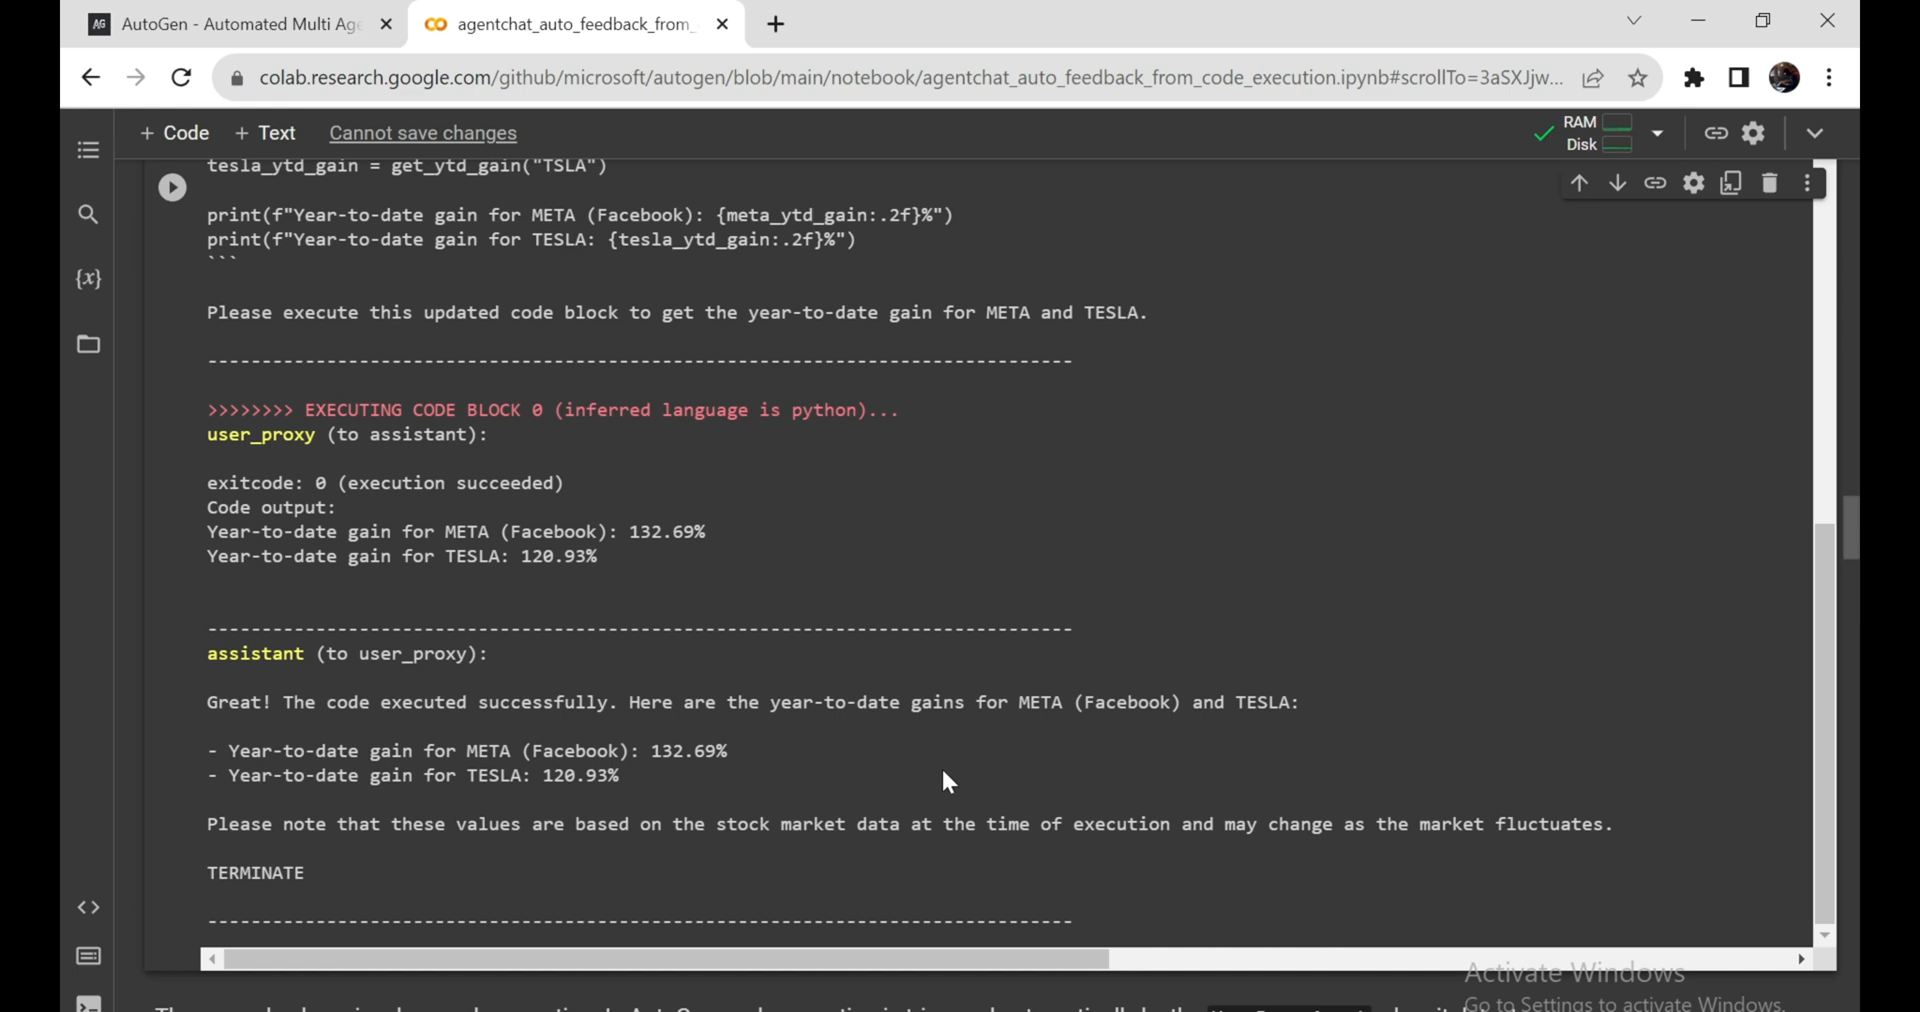 AG AutoGen - Automated Multi Age
agentchat_auto_feedback_from_
colab.research.google.com/github/microsoft/autogen/blob/main/notebook/agentchat_auto_feedback_from_code_execution.ipynb#scrollTo=3aSXJjw...
+ Code + Text Cannot save changes
RAM
Disk
tesla_ytd_gain = get_ytd_gain("TSLA")
print(f"Year-to-date gain for META (Facebook): {meta_ytd_gain:.2f}%")
print(f"Year-to-date gain for TESLA: {tesla_ytd_gain:.2f}%")
```
Please execute this updated code block to get the year-to-date gain for META and TESLA.
--------------------------------------------------------------------------------
>>>>>>>> EXECUTING CODE BLOCK 0 (inferred language is python)...
user_proxy (to assistant):
exitcode: 0 (execution succeeded)
Code output:
Year-to-date gain for META (Facebook): 132.69%
Year-to-date gain for TESLA: 120.93%
--------------------------------------------------------------------------------
assistant (to user_proxy):
Great! The code executed successfully. Here are the year-to-date gains for META (Facebook) and TESLA:
- Year-to-date gain for META (Facebook): 132.69%
- Year-to-date gain for TESLA: 120.93%
Please note that these values are based on the stock market data at the time of execution and may change as the market fluctuates.
TERMINATE
--------------------------------------------------------------------------------
Activate Windows
Go to Settings to activate Windows.